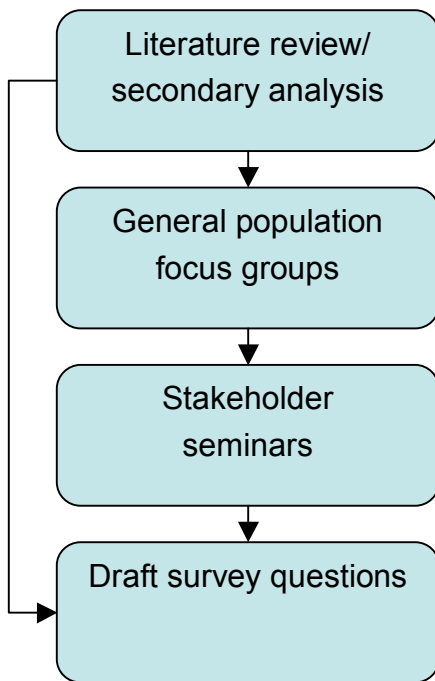 Literature review/
secondary analysis
General population
focus groups
Stakeholder
seminars
Draft survey questions